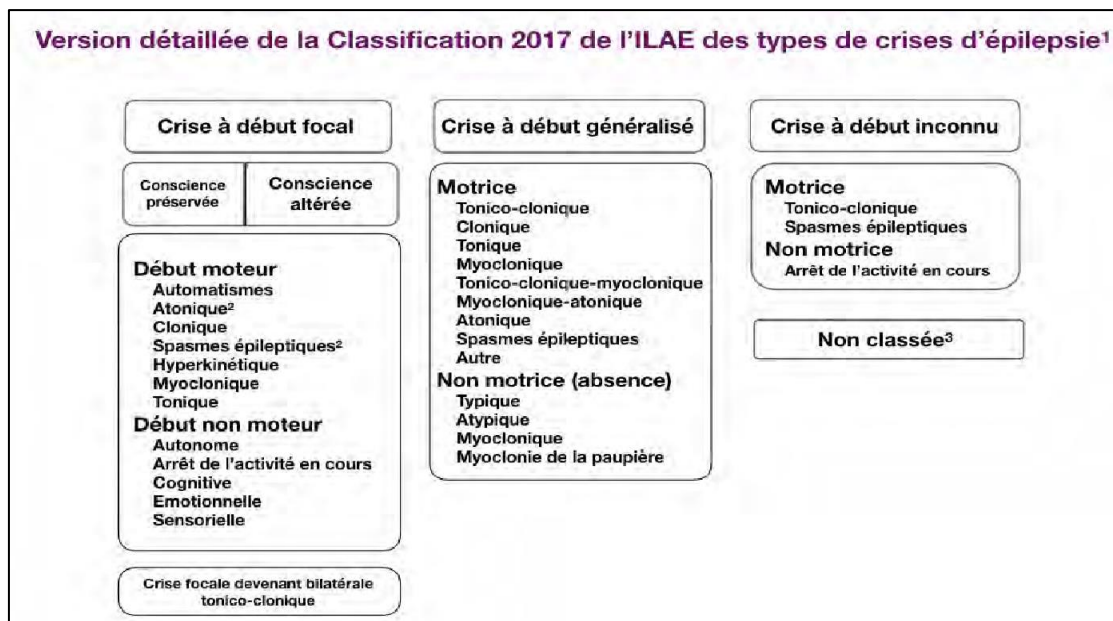 Version détaillée de la Classification 2017 de l'ILAE des types de crises d'épilepsie¹
Crise à début focal
Conscience
préservée
Conscience
altérée
Début moteur
Automatismes
Atonique²
Clonique
Spasmes épileptiques²
Hyperkinétique
Myoclonique
Tonique
Début non moteur
Autonome
Arrêt de l'activité en cours
Cognitive
Emotionnelle
Sensorielle
Crise focale devenant bilatérale
tonico-clonique
Crise à début généralisé
Motrice
Tonico-clonique
Clonique
Tonique
Myoclonique
Tonico-clonique-myoclonique
Myoclonique-atonique
Atonique
Spasmes épileptiques
Autre
Non motrice (absence)
Typique
Atypique
Myoclonique
Myoclonie de la paupière
Crise à début inconnu
Motrice
Tonico-clonique
Spasmes épileptiques
Non motrice
Arrêt de l'activité en cours
Non classée³